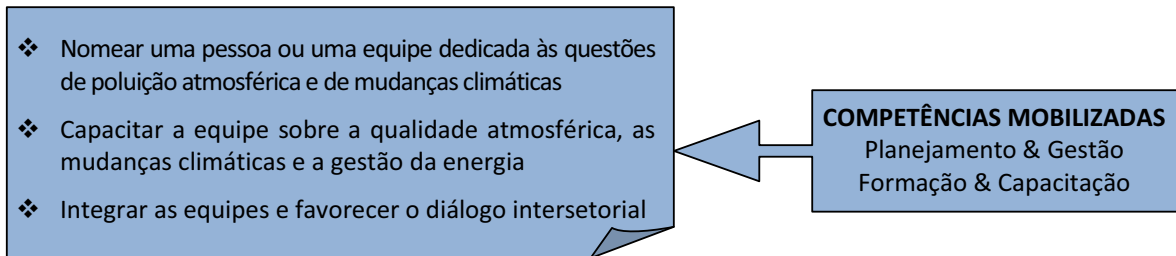 ❖ Nomear uma pessoa ou uma equipe dedicada às questões
de poluição atmosférica e de mudanças climáticas
❖ Capacitar a equipe sobre a qualidade atmosférica, as
mudanças climáticas e a gestão da energia
❖ Integrar as equipes e favorecer o diálogo intersetorial
COMPETÊNCIAS MOBILIZADAS
Planejamento & Gestão
Formação & Capacitação